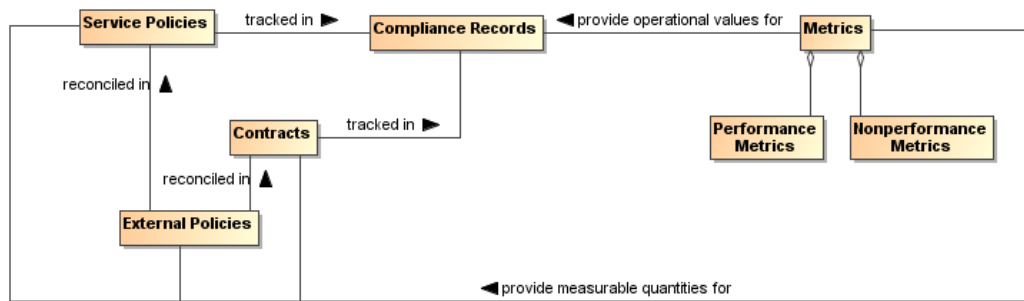 Service Policies
tracked in
Compliance Records
provide operational values for
Metrics
reconciled in
Contracts
tracked in
Performance
Metrics
Nonperformance
Metrics
reconciled in
External Policies
provide measurable quantities for